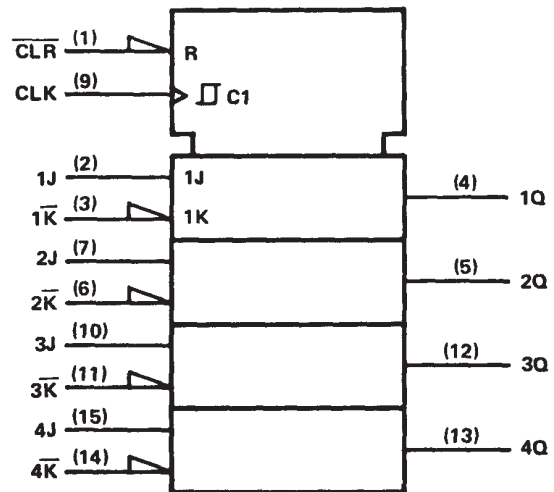 C̅L̅R̅ (1) R
CLK (9) C1
1J (2) 1J
1K̅ (3) 1K
(4) 1Q
2J (7)
2K̅ (6)
(5) 2Q
3J (10)
3K̅ (11)
(12) 3Q
4J (15)
4K̅ (14)
(13) 4Q